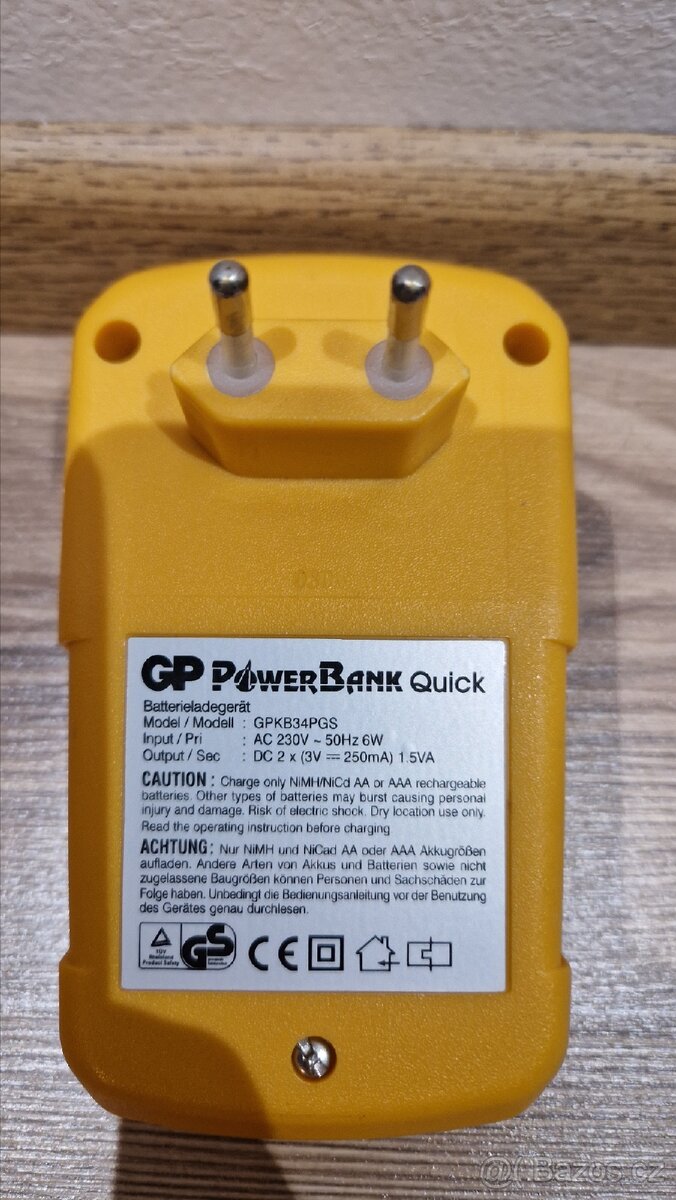 GP POWERBANK Quick
Batterieladegerät
Model / Modell : GPKB34PGS
Input / Pri : AC 230V ~ 50Hz 6W
Output / Sec : DC 2 x (3V ⎓ 250mA) 1.5VA
CAUTION : Charge only NiMH/NiCd AA or AAA rechargeable
batteries. Other types of batteries may burst causing personal
injury and damage. Risk of electric shock. Dry location use only.
Read the operating instruction before charging
ACHTUNG : Nur NiMH und NiCad AA oder AAA Akkugrößen
aufladen. Andere Arten von Akkus und Batterien sowie nicht
zugelassene Baugrößen können Personen und Sachschäden zur
Folge haben. Unbedingt die Bedienungsanleitung vor der Benutzung
des Gerätes genau durchlesen.
TÜV
Rheinland
Product Safety
GS
CE
@ Bazos.cz